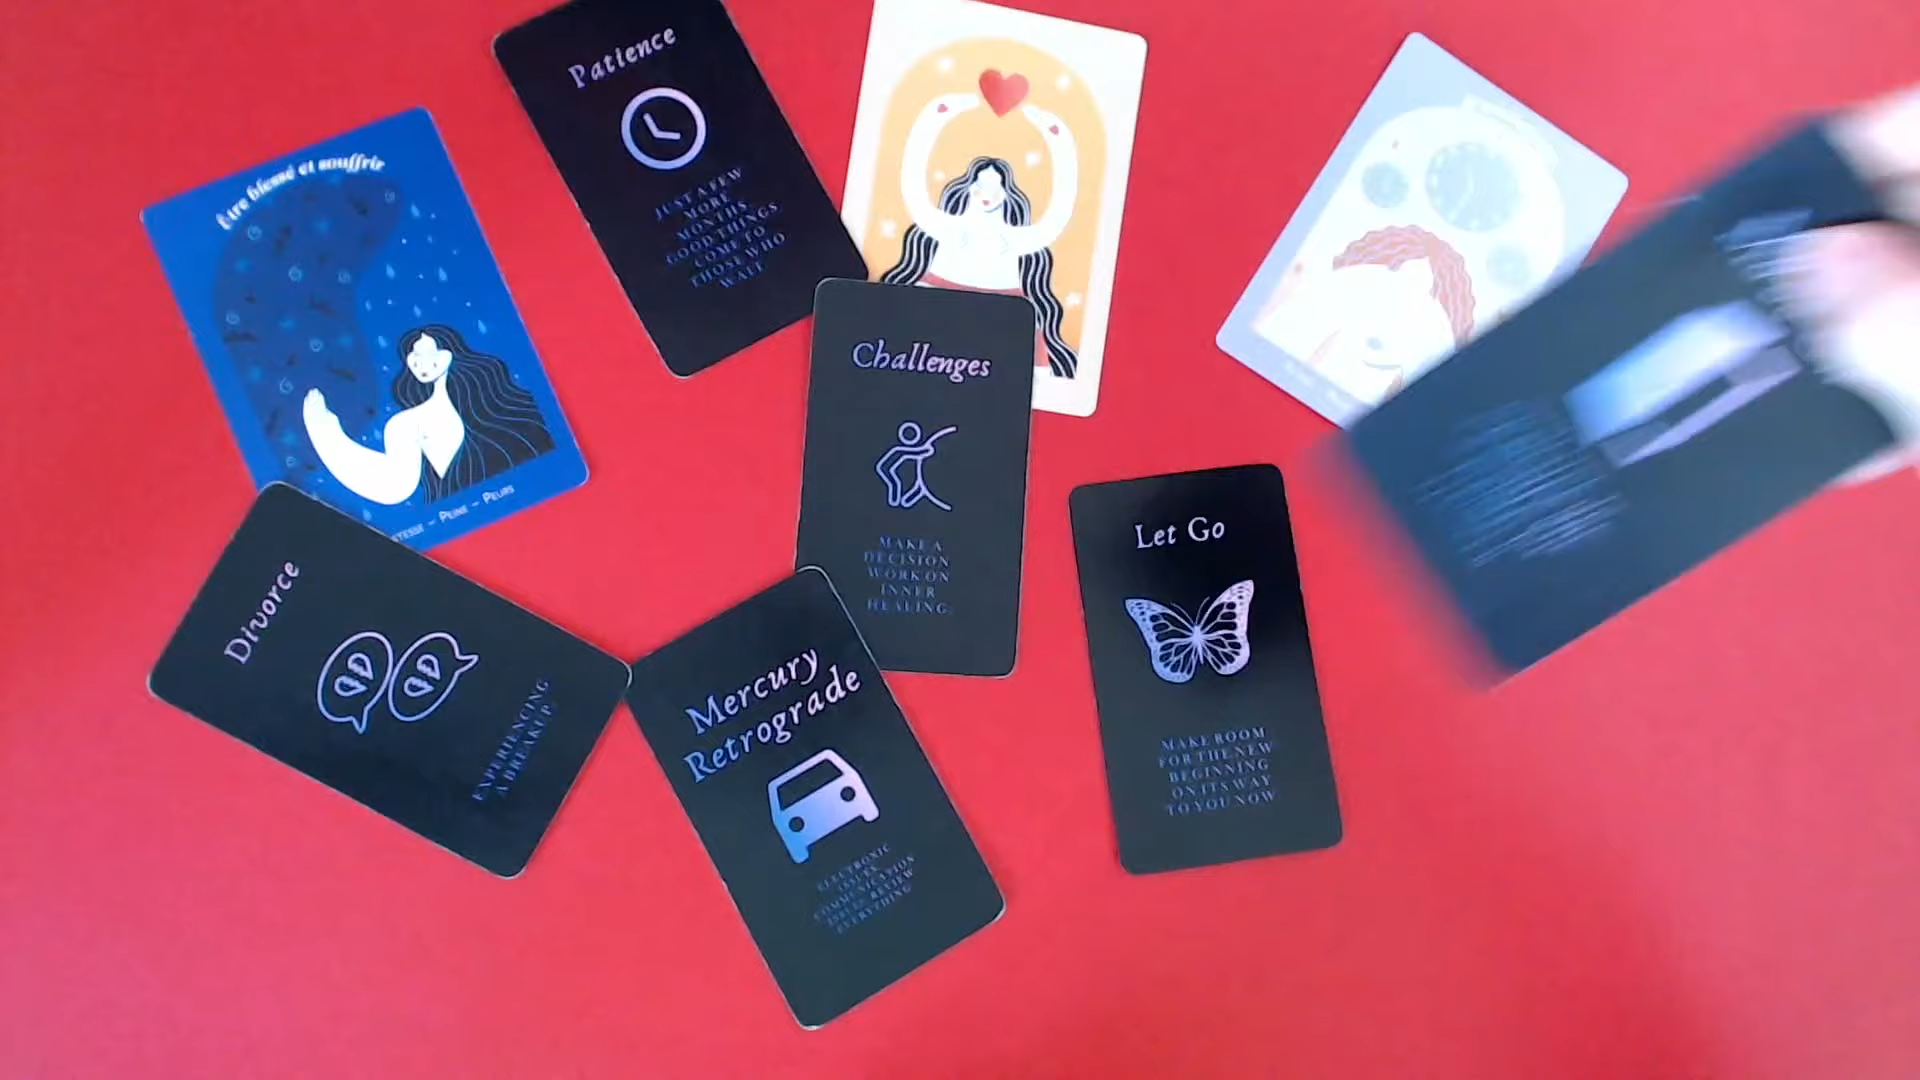 Être blessé et souffrir
– PEINE – PEURS
Patience
JUST A FEW
MORE
MONTHS
GOOD THINGS
COME TO
THOSE WHO
WAIT
Challenges
MAKE A
DECISION
WORK ON
INNER
HEALING.
Divorce
EXPERIENCING
A BREAKUP
Mercury
Retrograde
ELECTRONIC
ISSUES
COMMUNICATION
ISSUES REVIEW
EVERYTHING
Let Go
MAKE ROOM
FOR THE NEW
BEGINNING
ON ITS WAY
TO YOU NOW